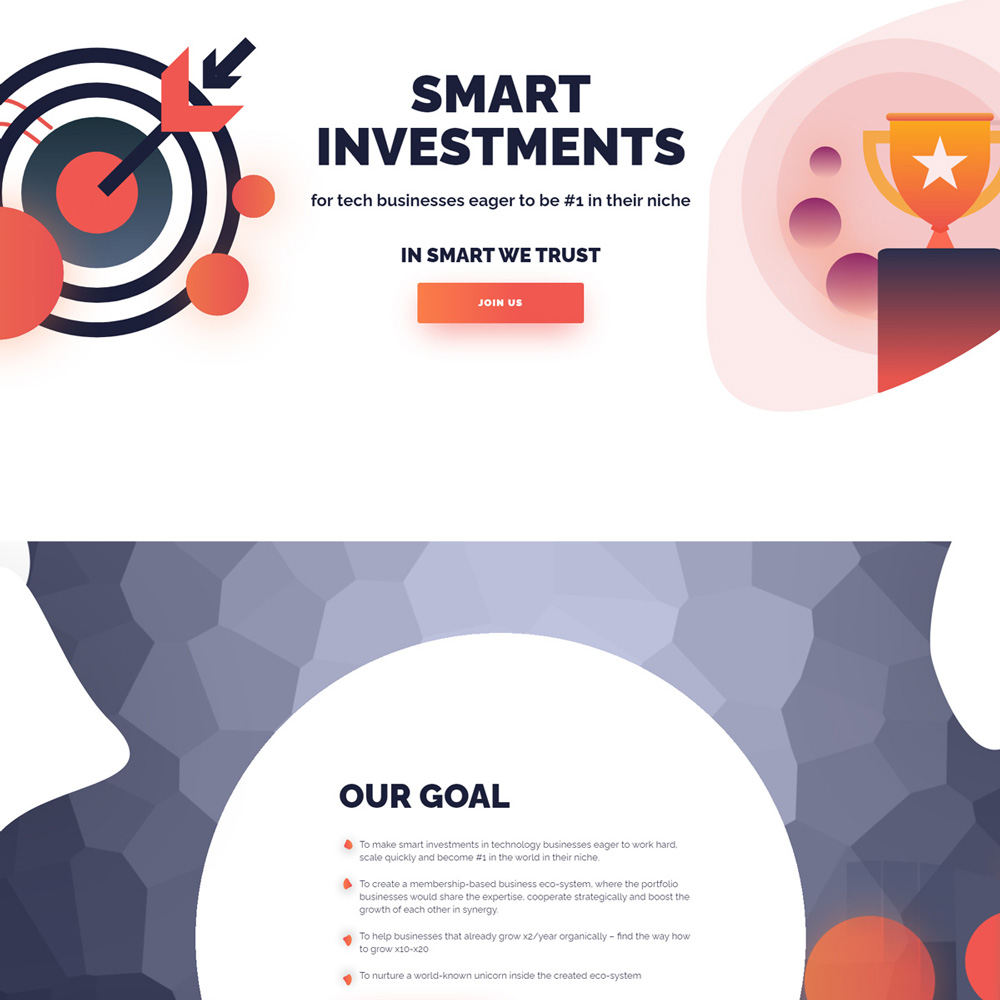 SMART
INVESTMENTS
for tech businesses eager to be #1 in their niche
IN SMART WE TRUST
JOIN US
OUR GOAL
To make smart investments in technology businesses eager to work hard,
scale quickly and become #1 in the world in their niche.
To create a membership-based business eco-system, where the portfolio
businesses would share the expertise, cooperate strategically and boost the
growth of each other in synergy.
To help businesses that already grow x2/year organically – find the way how
to grow x10-x20
To nurture a world-known unicorn inside the created eco-system